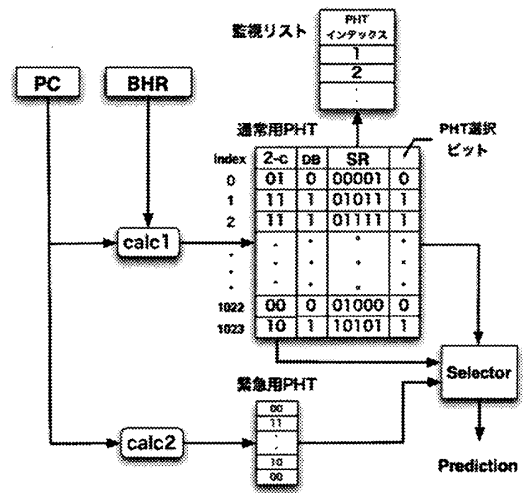 監視リスト
PHT
インデックス
1
2
.
.
PC
BHR
通常用PHT
PHT選択
ビット
Index
2-c DB SR
0 01 0 00001 0
1 11 1 01011 1
2 11 1 01111 1
calc1
1022 00 0 01000 0
1023 10 1 10101 1
緊急用PHT
Selector
00
11
.
.
10
00
calc2
Prediction